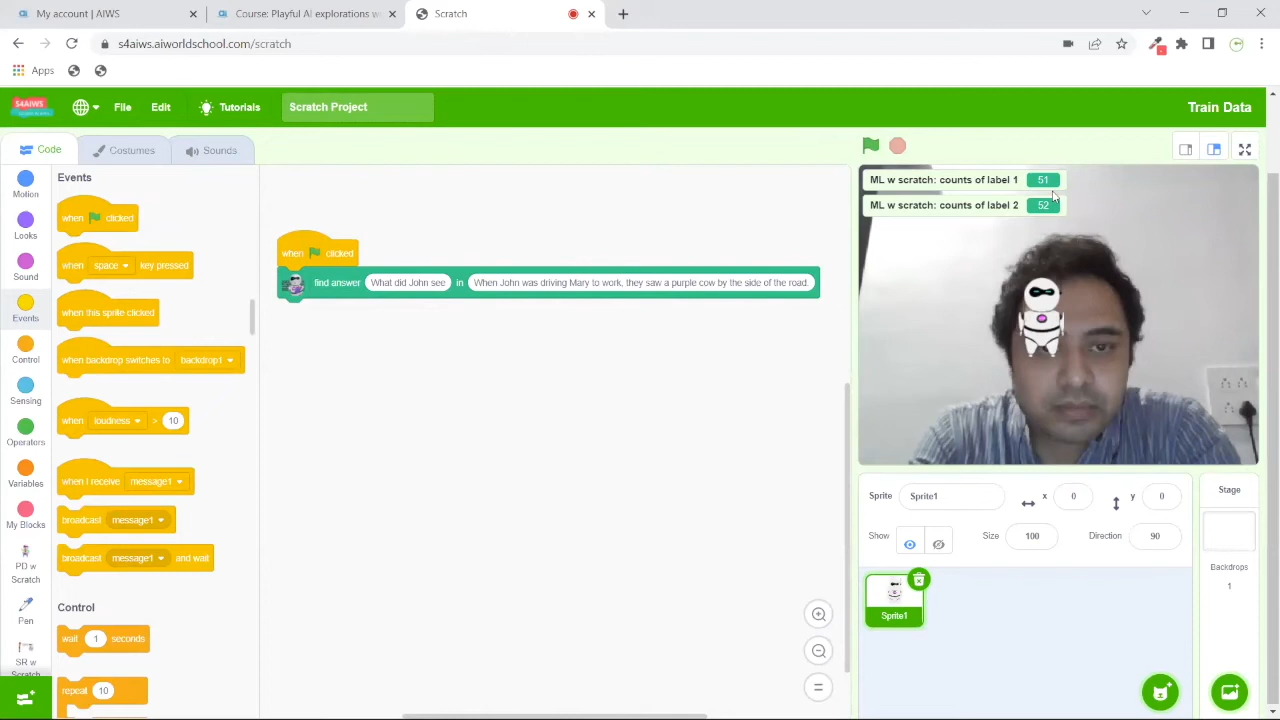 My account | AIWS
Course: Playful AI explorations w
Scratch
s4aiws.aiworldschool.com/scratch
Apps
S4AIWS
File
Edit
Tutorials
Scratch Project
Train Data
Code
Costumes
Sounds
Motion
Looks
Sound
Events
Control
Sensing
Operators
Variables
My Blocks
PD w
Scratch
Pen
SR w
Scratch
Events
when clicked
when space key pressed
when this sprite clicked
when backdrop switches to backdrop1
when loudness > 10
when I receive message1
broadcast message1
broadcast message1 and wait
Control
wait 1 seconds
repeat 10
when clicked
find answer What did John see in When John was driving Mary to work, they saw a purple cow by the side of the road.
ML w scratch: counts of label 1 51
ML w scratch: counts of label 2 52
Sprite Sprite1 x 0 y 0
Show Size 100 Direction 90
Sprite1
Stage
Backdrops
1